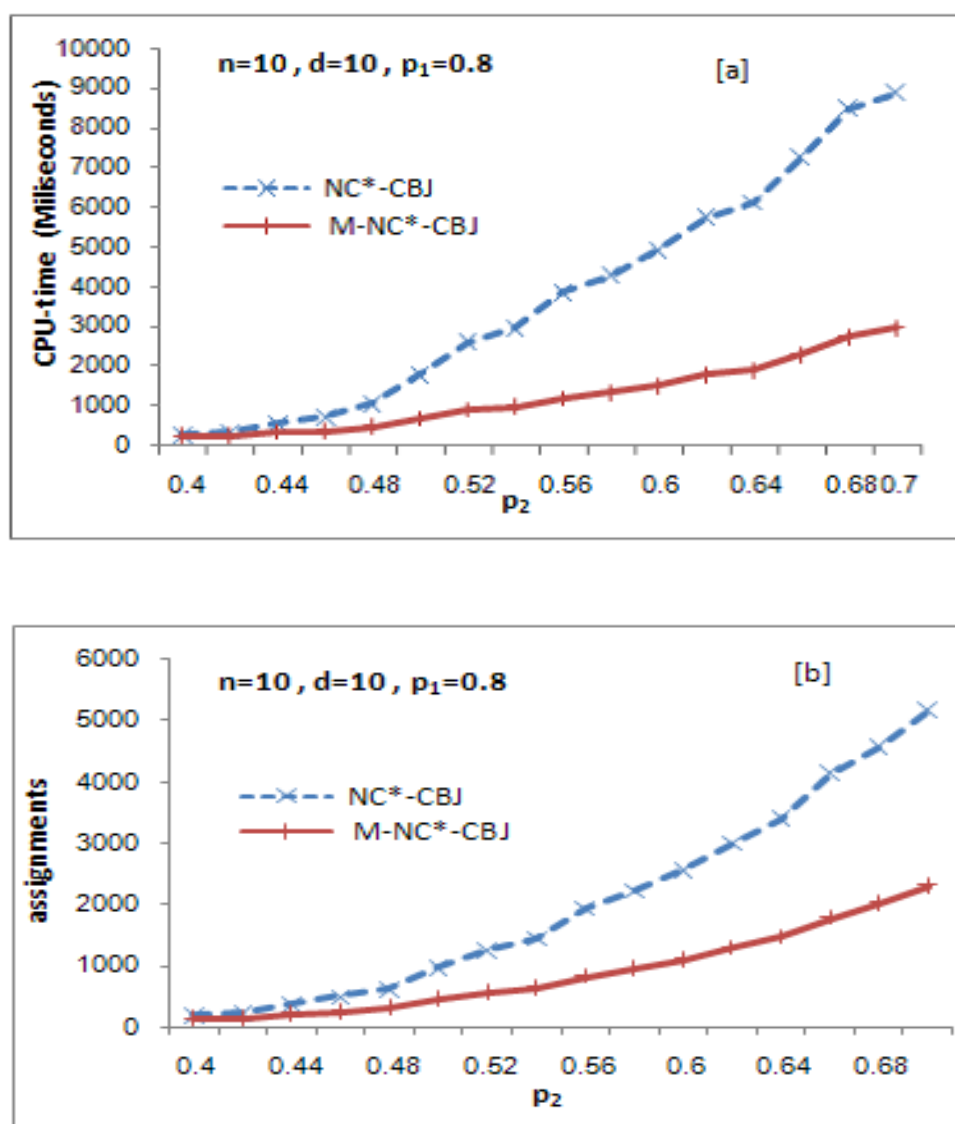 10000
9000
8000
7000
6000
5000
4000
3000
2000
1000
0
CPU-time (Miliseconds)
n=10 , d=10 , p₁=0.8
[a]
NC*-CBJ
M-NC*-CBJ
0.4 0.44 0.48 0.52 0.56 0.6 0.64 0.68 0.7
p₂
6000
5000
4000
3000
2000
1000
0
assignments
n=10 , d=10 , p₁=0.8
[b]
NC*-CBJ
M-NC*-CBJ
0.4 0.44 0.48 0.52 0.56 0.6 0.64 0.68
p₂